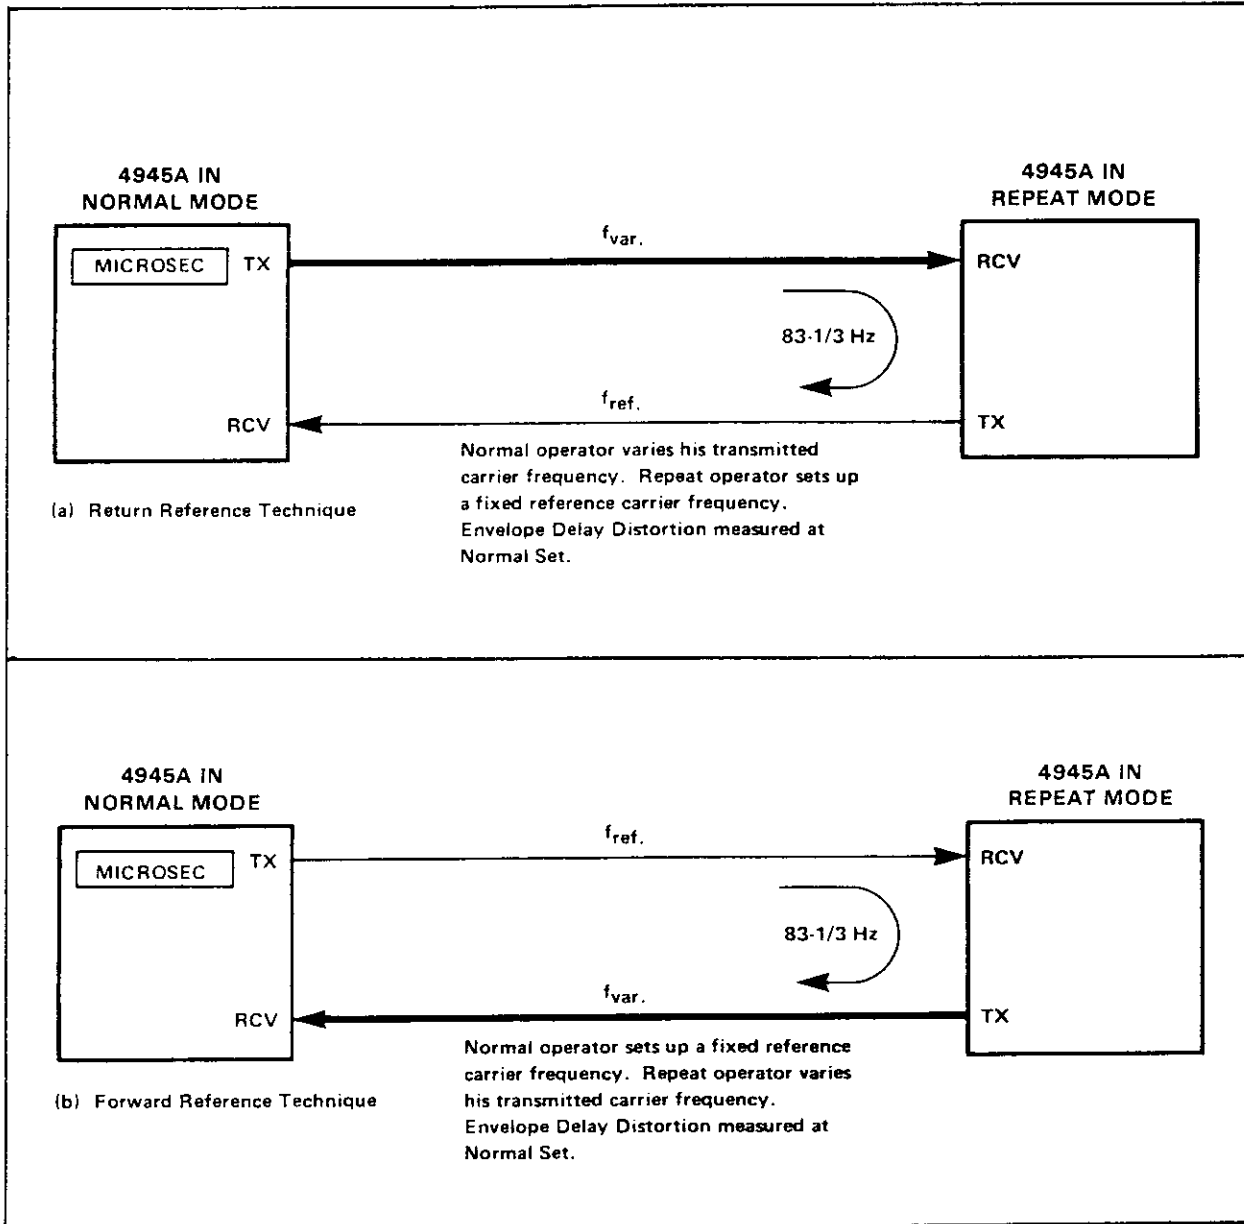 4945A IN
NORMAL MODE
4945A IN
REPEAT MODE
MICROSEC
TX
fvar.
RCV
83-1/3 Hz
RCV
fref.
TX
Normal operator varies his transmitted
carrier frequency. Repeat operator sets up
a fixed reference carrier frequency.
Envelope Delay Distortion measured at
Normal Set.
(a) Return Reference Technique
4945A IN
NORMAL MODE
4945A IN
REPEAT MODE
MICROSEC
TX
fref.
RCV
83-1/3 Hz
RCV
fvar.
TX
Normal operator sets up a fixed reference
carrier frequency. Repeat operator varies
his transmitted carrier frequency.
Envelope Delay Distortion measured at
Normal Set.
(b) Forward Reference Technique